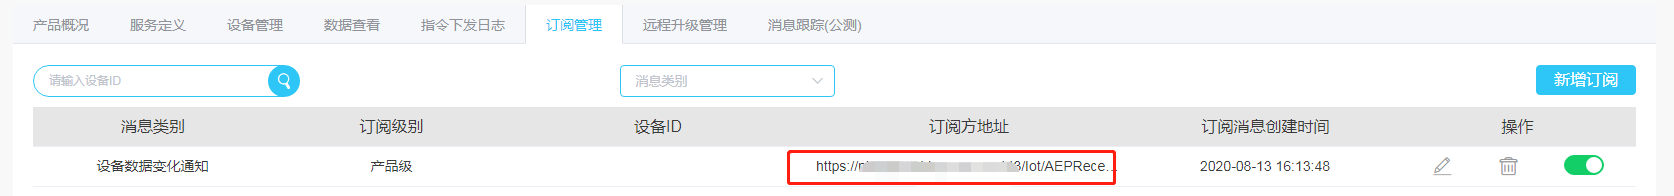 产品概况 服务定义 设备管理 数据查看 指令下发日志 订阅管理 远程升级管理 消息跟踪(公测)
请输入设备ID 消息类别 新增订阅
消息类别 订阅级别 设备ID 订阅方地址 订阅消息创建时间 操作
设备数据变化通知 产品级 https:// /Iot/AEPRece... 2020-08-13 16:13:48